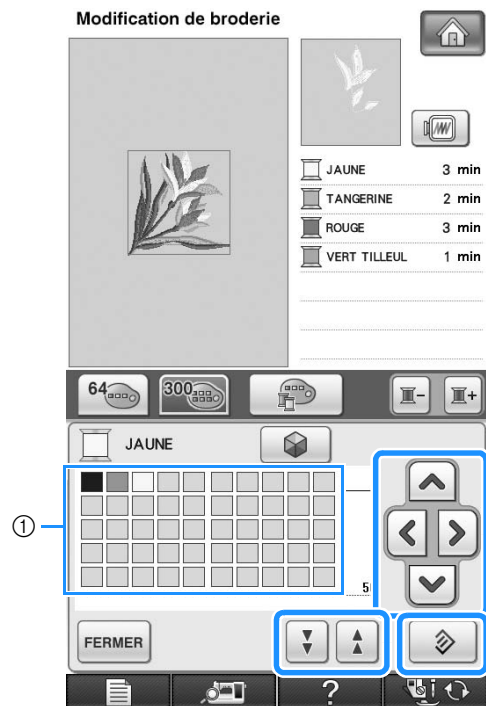 Modification de broderie
JAUNE 3 min
TANGERINE 2 min
ROUGE 3 min
VERT TILLEUL 1 min
64 300
JAUNE
①
5
FERMER
?